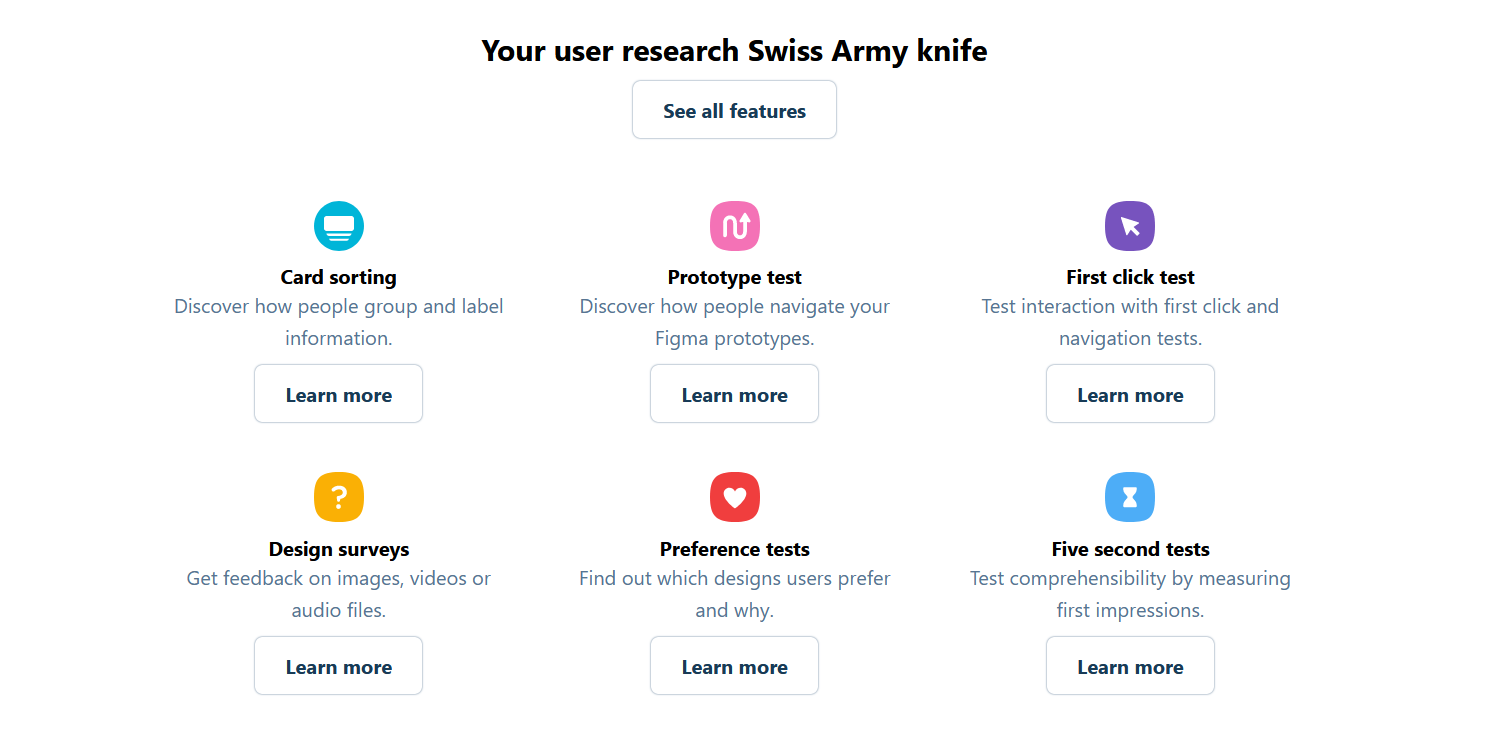 Your user research Swiss Army knife
See all features
Card sorting
Discover how people group and label
information.
Learn more
Prototype test
Discover how people navigate your
Figma prototypes.
Learn more
First click test
Test interaction with first click and
navigation tests.
Learn more
?
Design surveys
Get feedback on images, videos or
audio files.
Learn more
Preference tests
Find out which designs users prefer
and why.
Learn more
Five second tests
Test comprehensibility by measuring
first impressions.
Learn more